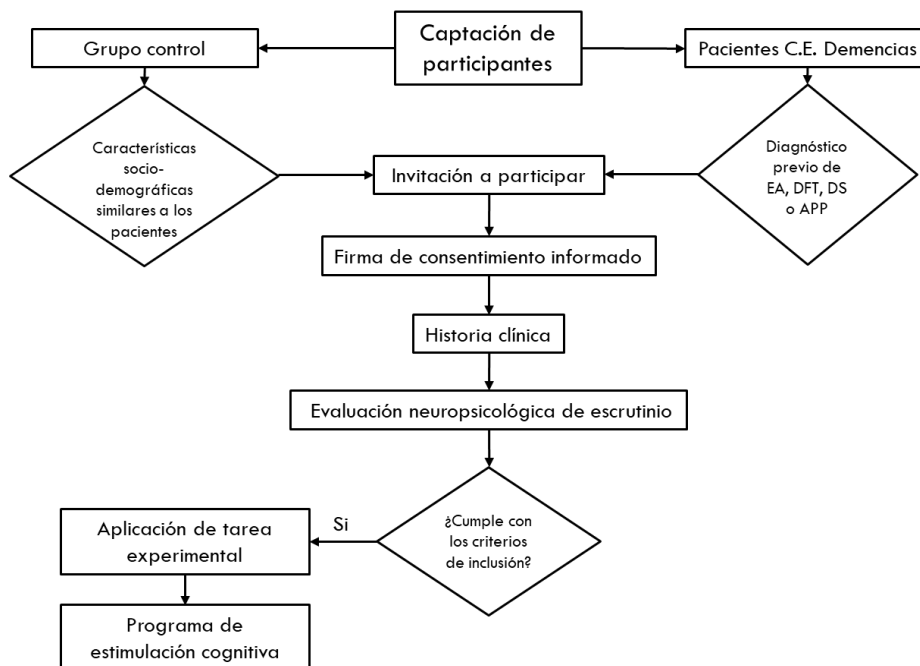 Captación de
participantes
Grupo control
Pacientes C.E. Demencias
Características
socio-
demográficas
similares a los
pacientes
Invitación a participar
Diagnóstico
previo de
EA, DFT, DS
o APP
Firma de consentimiento informado
Historia clínica
Evaluación neuropsicológica de escrutinio
¿Cumple con
los criterios
de inclusión?
Si
Aplicación de tarea
experimental
Programa de
estimulación cognitiva